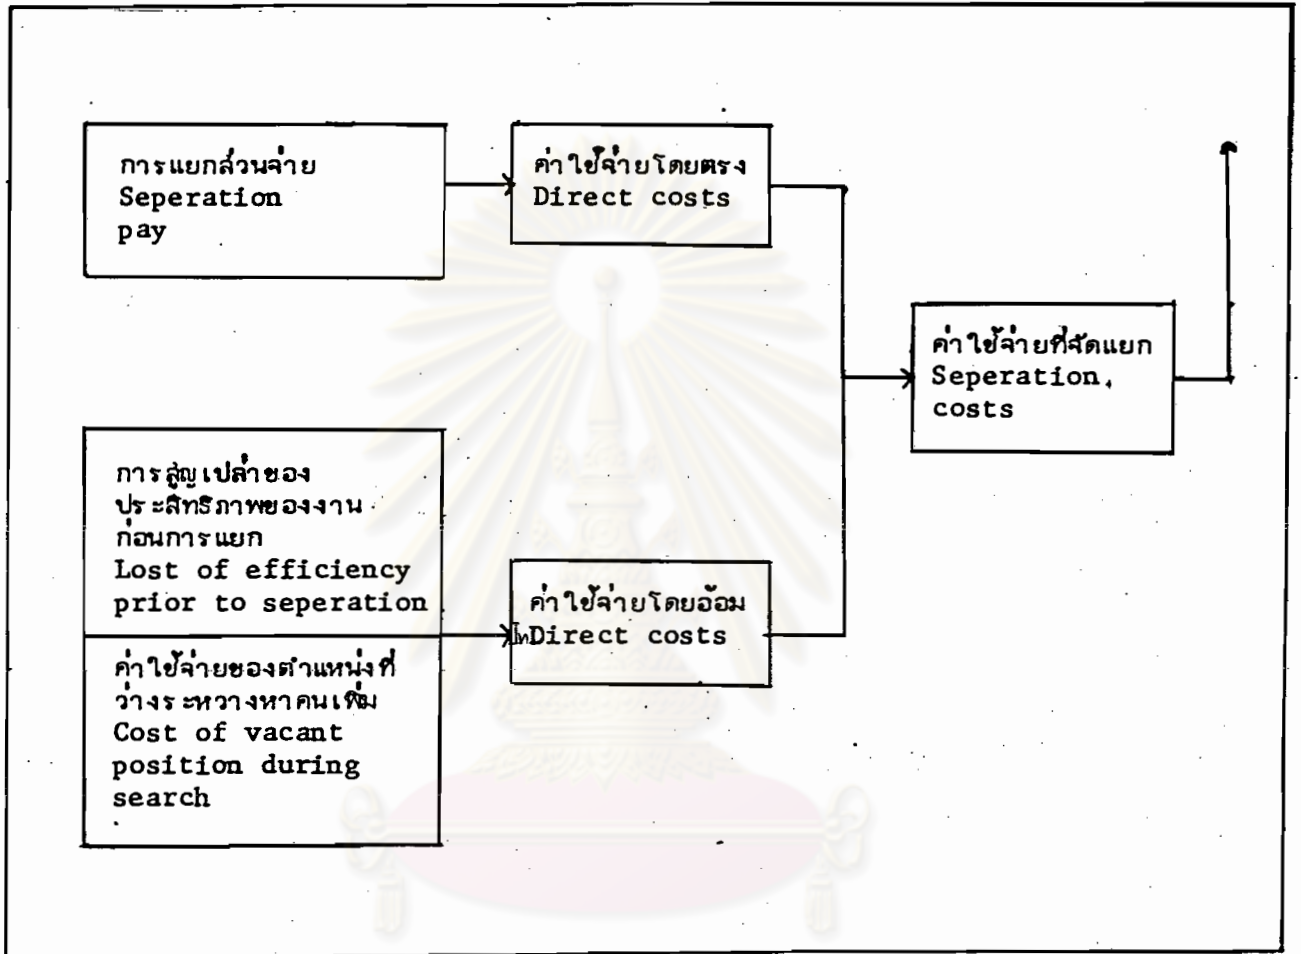 การแยกส่วนจ่าย
Seperation
pay
ค่าใช้จ่ายโดยตรง
Direct costs
ค่าใช้จ่ายที่จัดแยก
Seperation,
costs
การสูญเปล่าของ
ประสิทธิภาพของงาน
ก่อนการแยก
Lost of efficiency
prior to seperation
ค่าใช้จ่ายโดยอ้อม
InDirect costs
ค่าใช้จ่ายของตำแหน่งที่
ว่างระหวางหาคนเพิ่ม
Cost of vacant
position during
search